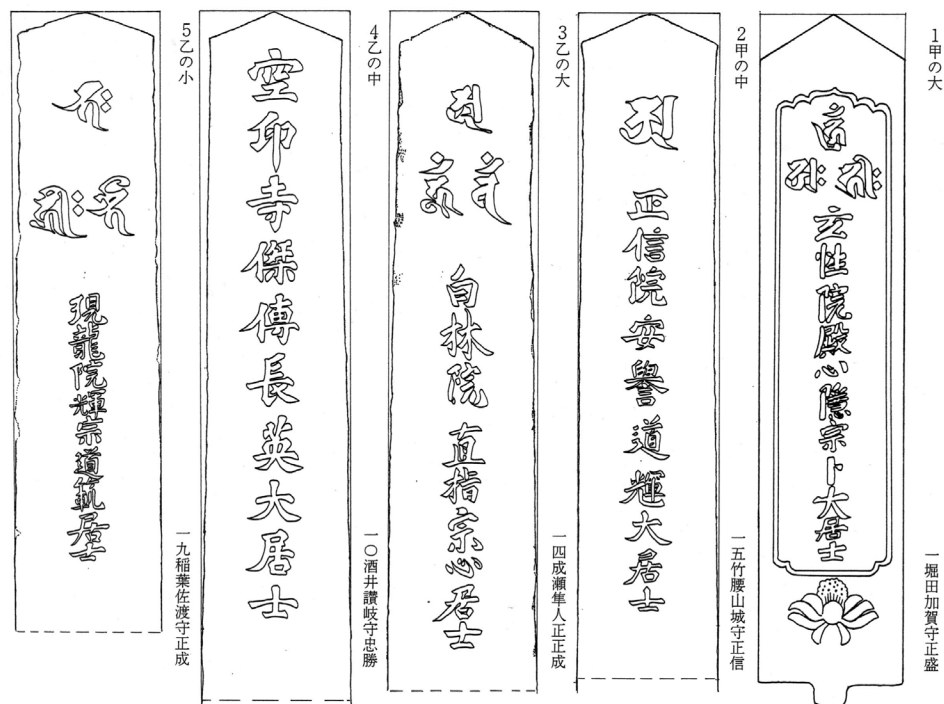 1甲の大
玄性院殿心隠宗卜大居士
一堀田加賀守正盛
2甲の中
正信院安譽道輝大居士
一五竹腰山城守正信
3乙の大
白林院直指宗心居士
一四成瀬隼人正正成
4乙の中
空印寺傑傳長英大居士
一〇酒井讃岐守忠勝
5乙の小
現龍院輝宗道範居士
一九稲葉佐渡守正成